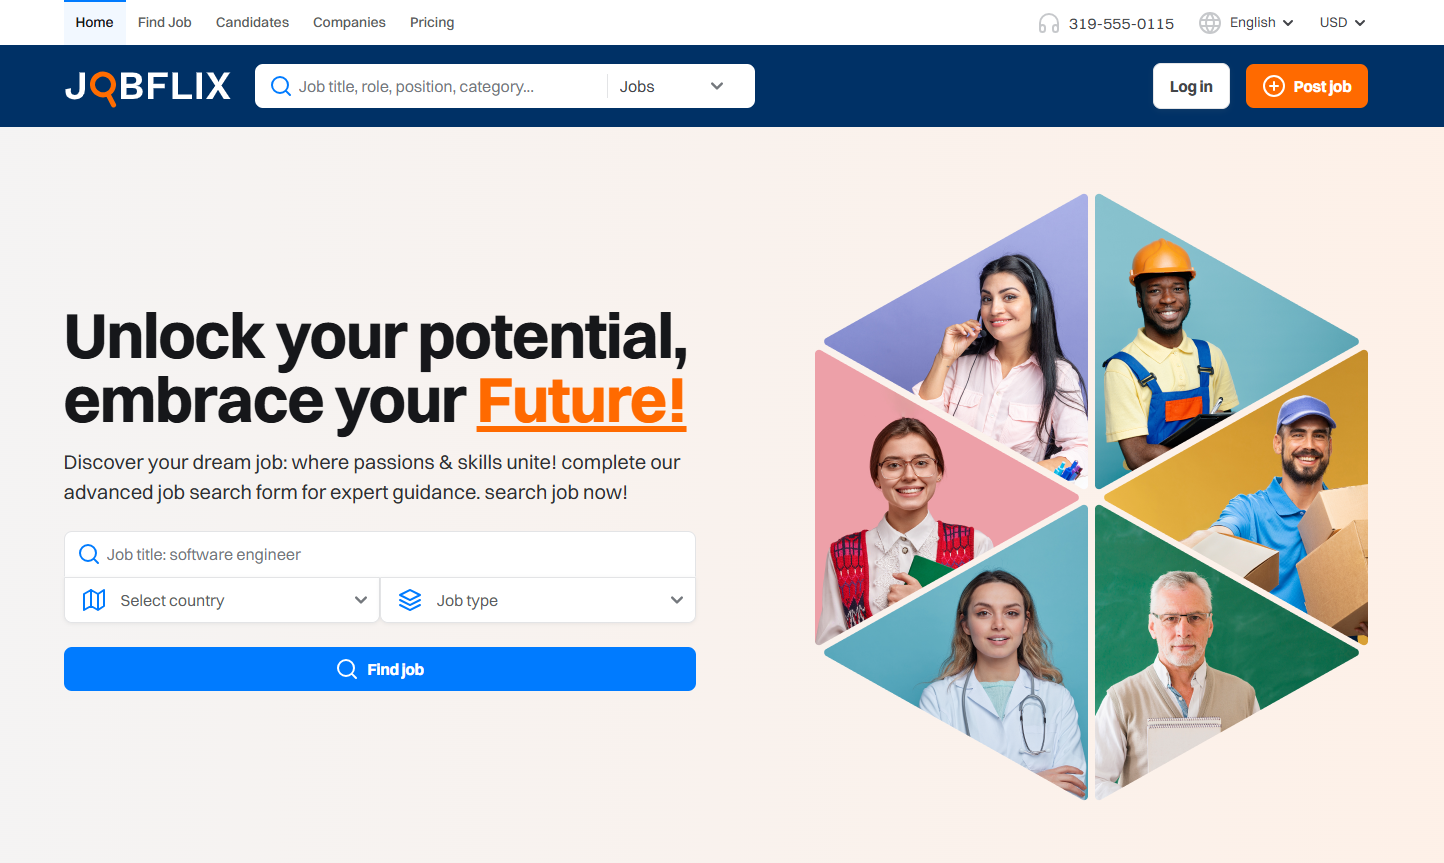 Home Find Job Candidates Companies Pricing 319-555-0115 English USD
JOBFLIX Job title, role, position, category... Jobs Log in Post job
Unlock your potential,
embrace your Future!
Discover your dream job: where passions & skills unite! complete our
advanced job search form for expert guidance. search job now!
Job title: software engineer
Select country Job type
Find job